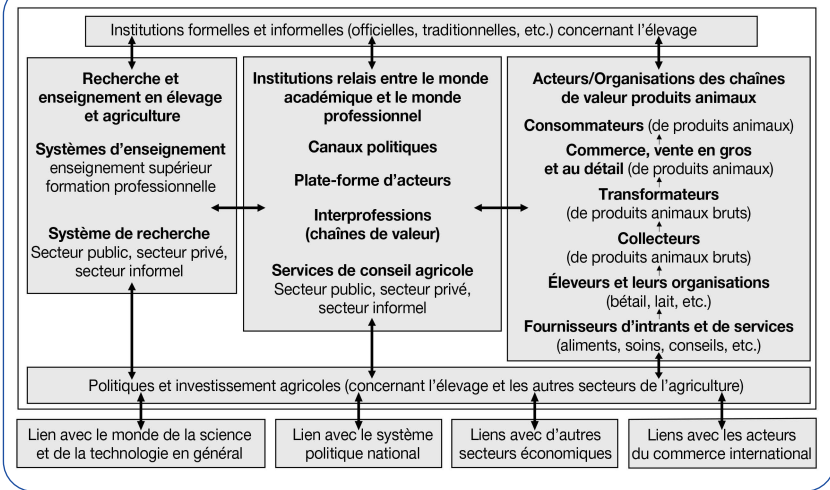 Institutions formelles et informelles (officielles, traditionnelles, etc.) concernant l'élevage
Recherche et
enseignement en élevage
et agriculture
Systèmes d'enseignement
enseignement supérieur
formation professionnelle
Système de recherche
Secteur public, secteur privé,
secteur informel
Institutions relais entre le monde
académique et le monde
professionnel
Canaux politiques
Plate-forme d'acteurs
Interprofessions
(chaînes de valeur)
Services de conseil agricole
Secteur public, secteur privé,
secteur informel
Acteurs/Organisations des chaînes
de valeur produits animaux
Consommateurs (de produits animaux)
Commerce, vente en gros
et au détail (de produits animaux)
Transformateurs
(de produits animaux bruts)
Collecteurs
(de produits animaux bruts)
Éleveurs et leurs organisations
(bétail, lait, etc.)
Fournisseurs d'intrants et de services
(aliments, soins, conseils, etc.)
Politiques et investissement agricoles (concernant l'élevage et les autres secteurs de l'agriculture)
Lien avec le monde de la science
et de la technologie en général
Lien avec le système
politique national
Liens avec d'autres
secteurs économiques
Liens avec les acteurs
du commerce international